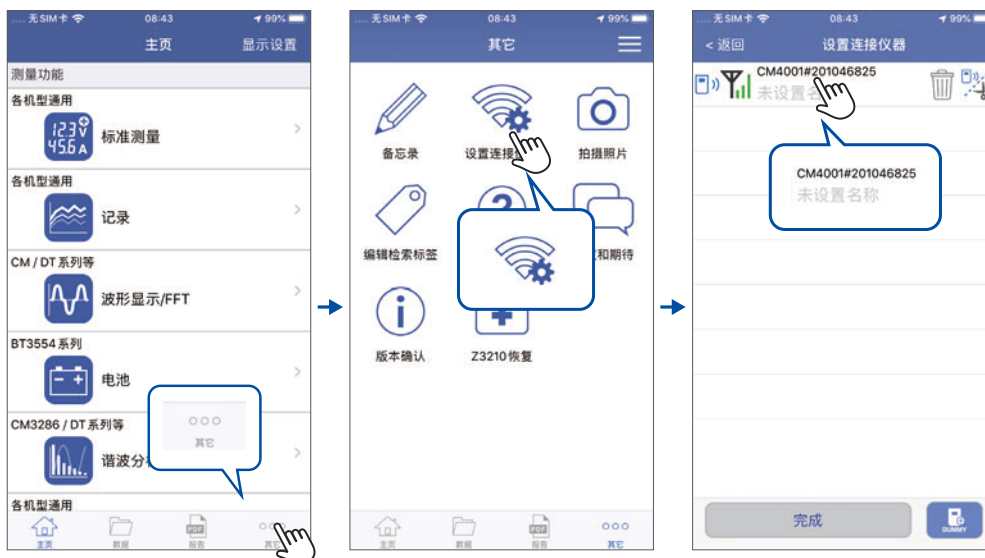 无SIM卡 08:43 99%
主页 显示设置
测量功能
各机型通用
123 V
45.6 A
标准测量
各机型通用
记录
CM / DT 系列等
波形显示/FFT
BT3554 系列
电池
CM3286 / DT 系列等
谐波分
其它
各机型通用
主页 数据 PDF 报告 其它
无SIM卡 08:43 99%
其它
备忘录 设置连接 拍摄照片
编辑检索标签 和期待
版本确认 Z3210 恢复
主页 数据 PDF 报告 其它
无SIM卡 08:43 99%
< 返回 设置连接仪器
CM4001#201046825
未设置名
CM4001#201046825
未设置名称
完成
DUMMY